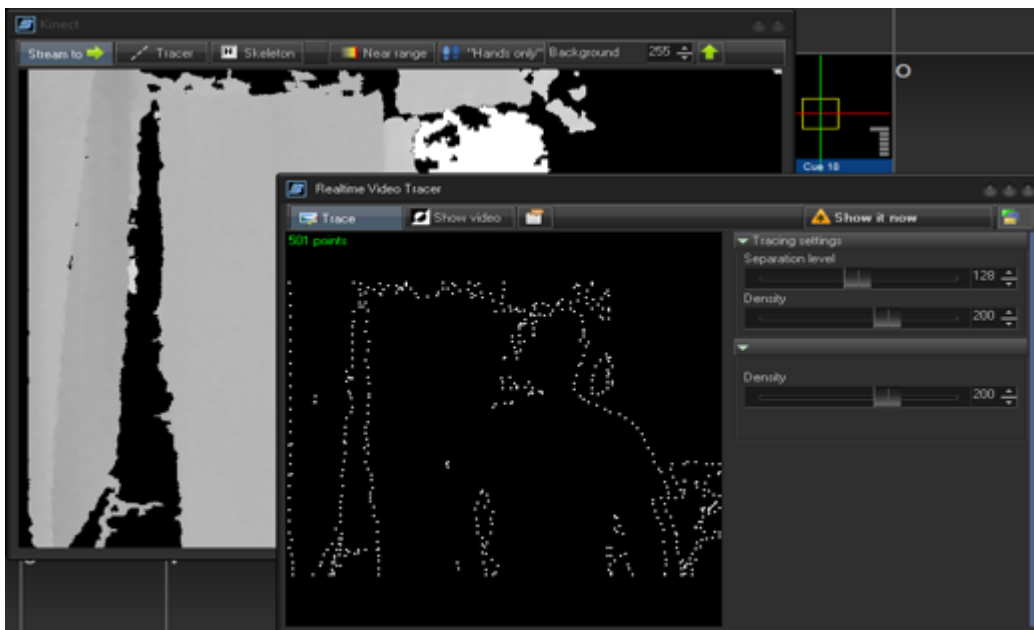 Kinect
Stream to Tracer Skeleton Near range "Hands only" Background 255
Cue 18
Realtime Video Tracer
Trace Show video Show it now
501 points
Tracing settings
Separation level
128
Density
200
Density
200